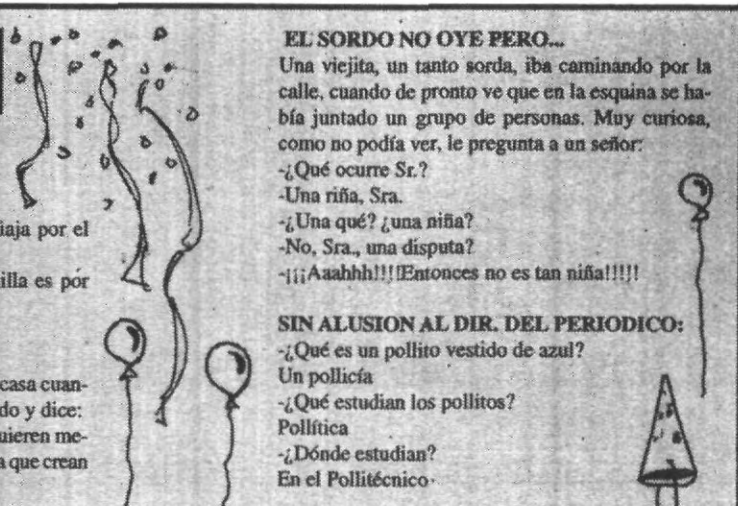 iaja por el
illa es por
casa cuan-
do y dice:
uieren me-
a que crean
EL SORDO NO OYE PERO...
Una viejita, un tanto sorda, iba caminando por la
calle, cuando de pronto ve que en la esquina se ha-
bía juntado un grupo de personas. Muy curiosa,
como no podía ver, le pregunta a un señor:
-¿Qué ocurre Sr.?
-Una riña, Sra.
-¿Una qué? ¿una niña?
-No, Sra., una disputa?
-¡¡¡Aaahhh!!!!Entonces no es tan niña!!!!!
SIN ALUSION AL DIR. DEL PERIODICO:
-¿Qué es un pollito vestido de azul?
Un pollicía
-¿Qué estudian los pollitos?
Pollítica
-¿Dónde estudian?
En el Pollitécnico